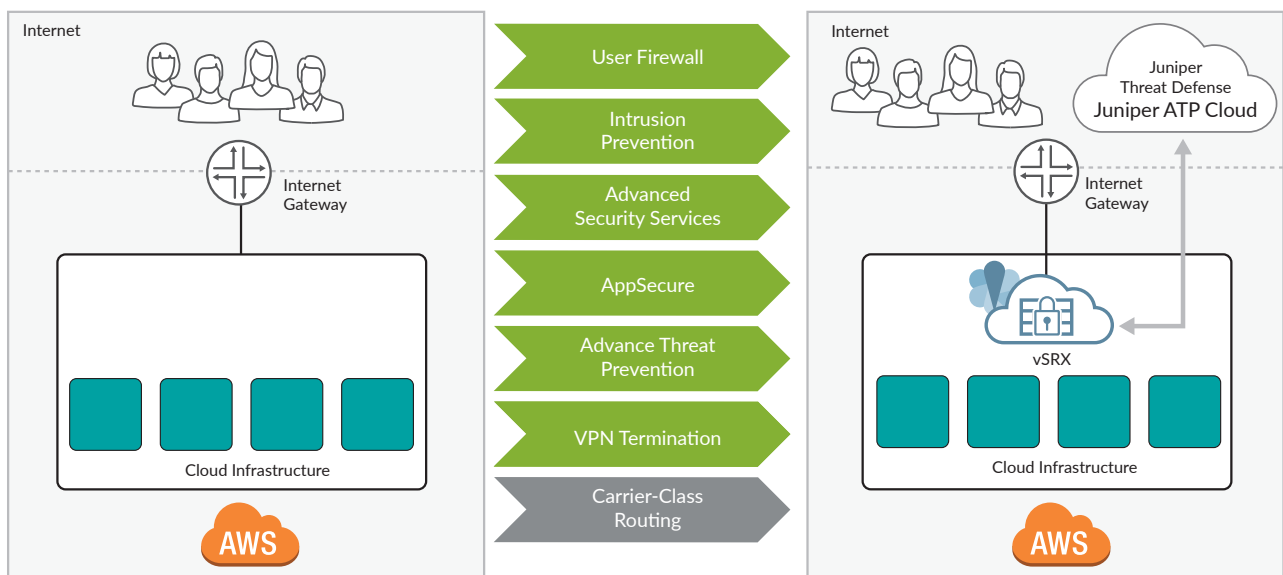 Internet
Internet
Gateway
Cloud Infrastructure
AWS
User Firewall
Intrusion
Prevention
Advanced
Security Services
AppSecure
Advance Threat
Prevention
VPN Termination
Carrier-Class
Routing
Internet
Juniper
Threat Defense
Juniper ATP Cloud
Internet
Gateway
vSRX
Cloud Infrastructure
AWS